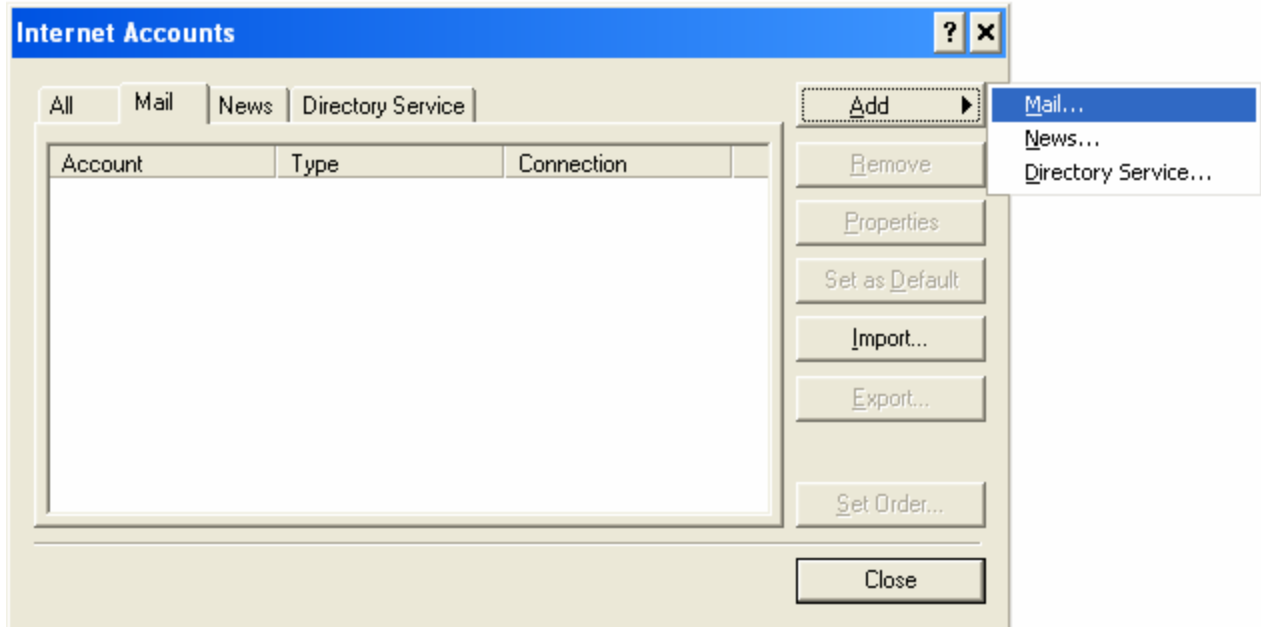 Internet Accounts
All Mail News Directory Service
Account Type Connection
Add
Remove
Properties
Set as Default
Import...
Export...
Set Order...
Close
Mail...
News...
Directory Service...